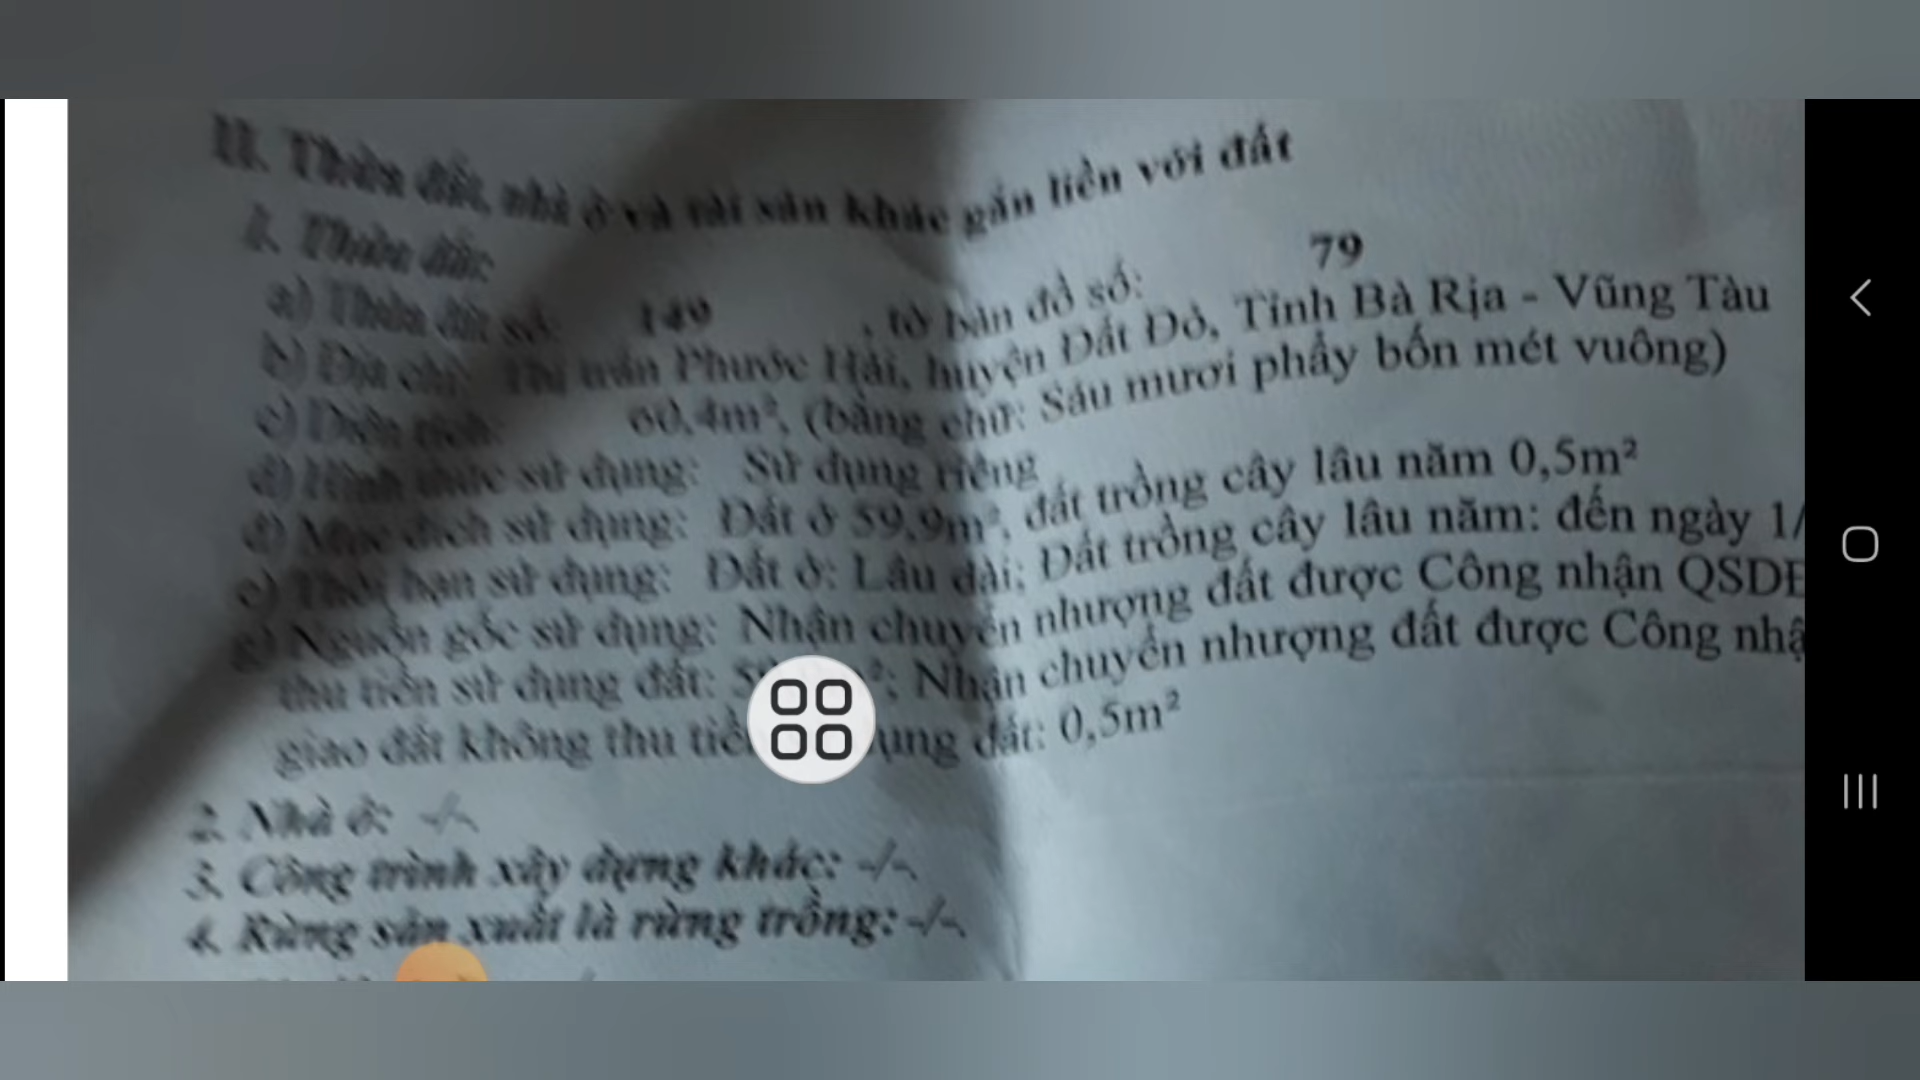 II. Thửa đất, nhà ở và tài sản khác gắn liền với đất
1. Thửa đất:
a) Thửa đất số: 149 , tờ bản đồ số: 79
b) Địa chỉ: Thị trấn Phước Hải, huyện Đất Đỏ, Tỉnh Bà Rịa - Vũng Tàu
c) Diện tích: 60,4m², (bằng chữ: Sáu mươi phẩy bốn mét vuông)
d) Hình thức sử dụng: Sử dụng riêng
đ) Mục đích sử dụng: Đất ở 59,9m², đất trồng cây lâu năm 0,5m²
e) Thời hạn sử dụng: Đất ở: Lâu dài; Đất trồng cây lâu năm: đến ngày 1/
g) Nguồn gốc sử dụng: Nhận chuyển nhượng đất được Công nhận QSDĐ
thu tiền sử dụng đất: ²; Nhận chuyển nhượng đất được Công nhậ
giao đất không thu tiề ụng đất: 0,5m²
2. Nhà ở: -/-.
3. Công trình xây dựng khác: -/-.
4. Rừng sản xuất là rừng trồng: -/-.